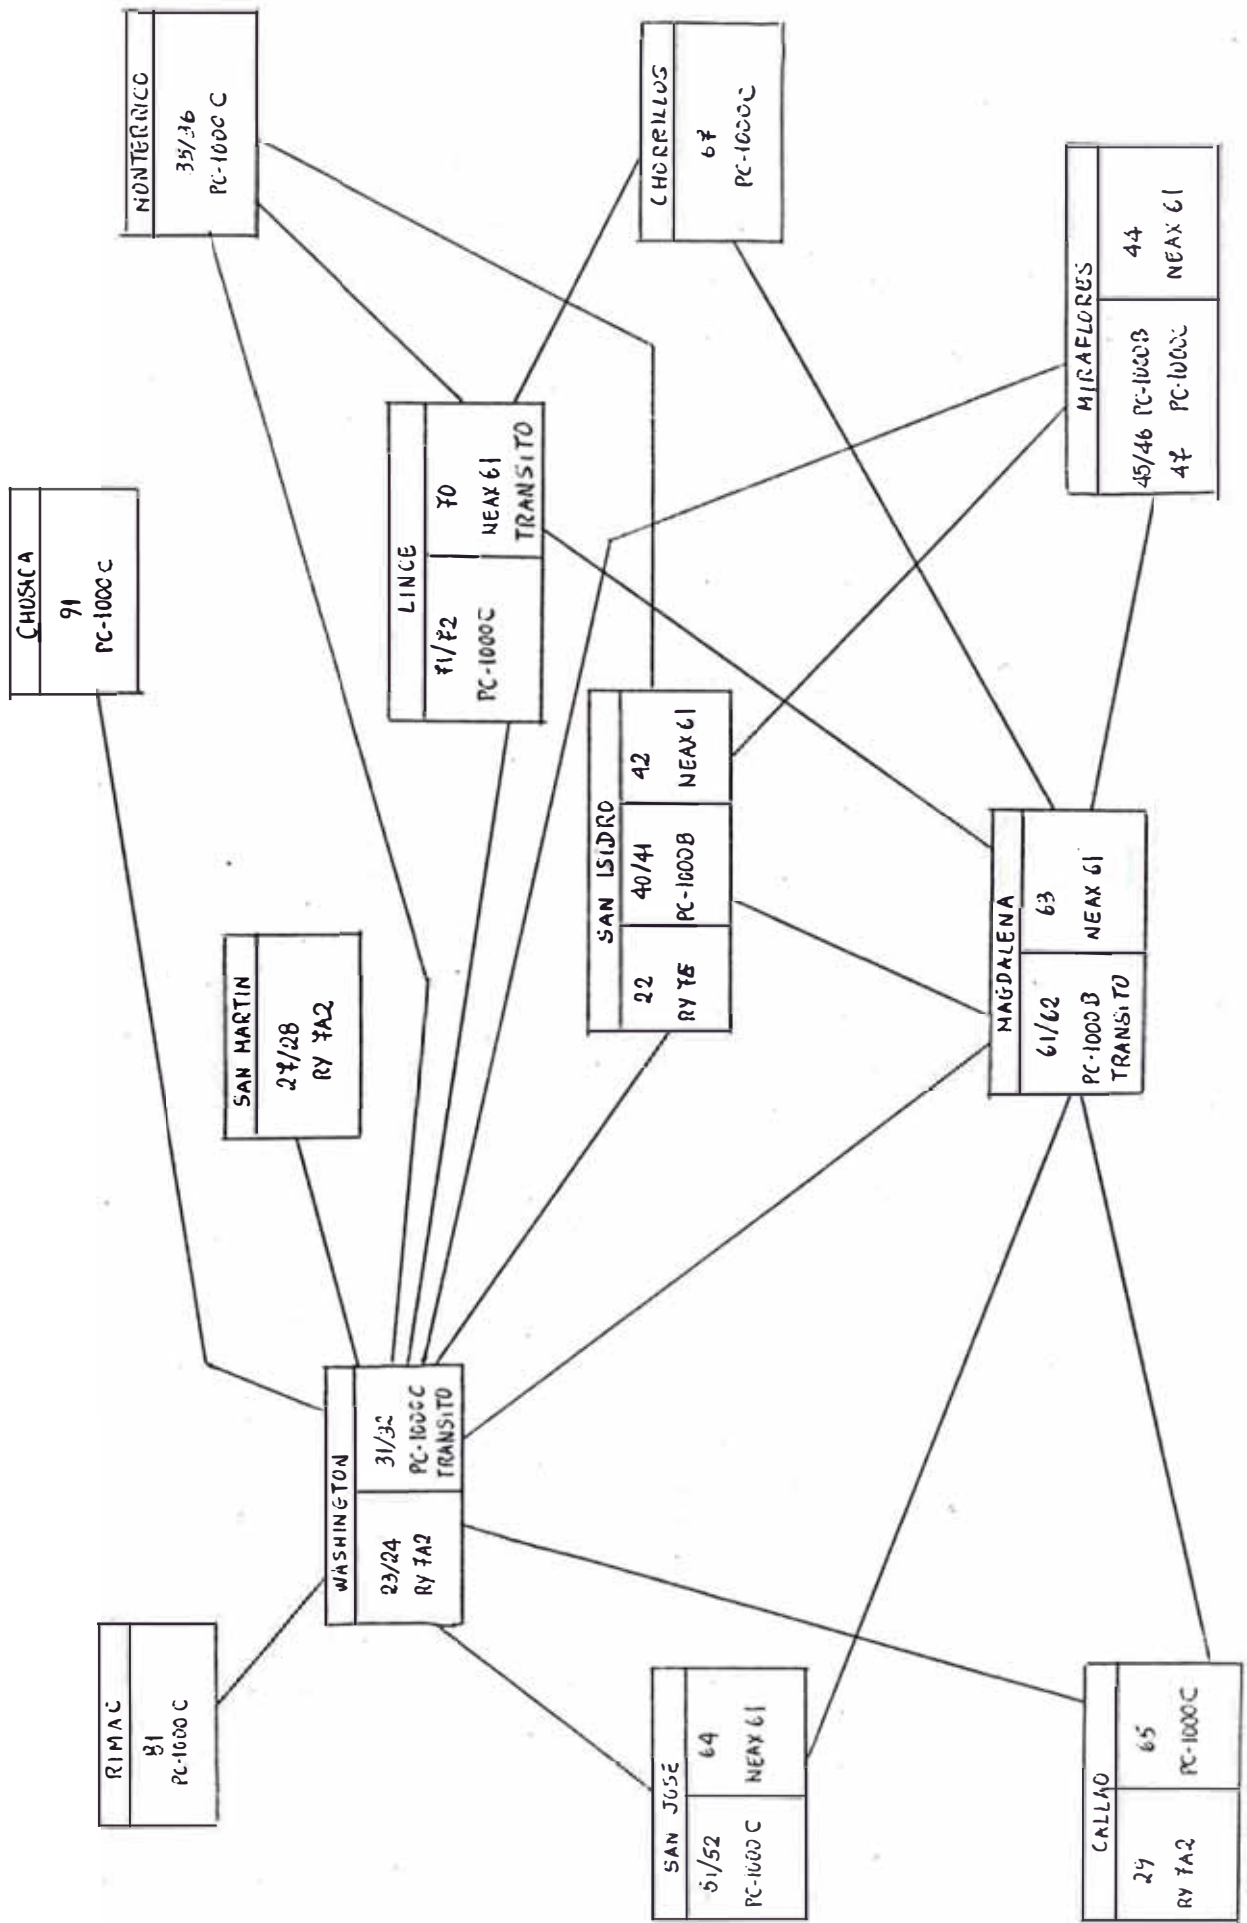 RIMAC
81
PC-1000C
CHOSICA
91
PC-1000C
MONTERRICO
35/36
PC-1000C
SAN MARTIN
27/28
RY 7A2
WASHINGTON
23/24
RY 7A2
31/32
PC-1000C
TRANSITO
LINCE
71/72
PC-1000C
70
NEAX 61
TRANSITO
SAN ISIDRO
22
RY 7E
40/41
PC-1000B
42
NEAX 61
CHORRILLOS
67
PC-1000C
SAN JOSE
51/52
PC-1000C
64
NEAX 61
MAGDALENA
61/62
PC-1000B
TRANSITO
63
NEAX 61
MIRAFLORES
45/46 PC-1000B
47 PC-1000C
44
NEAX 61
CALLAO
29
RY 7A2
65
PC-1000C